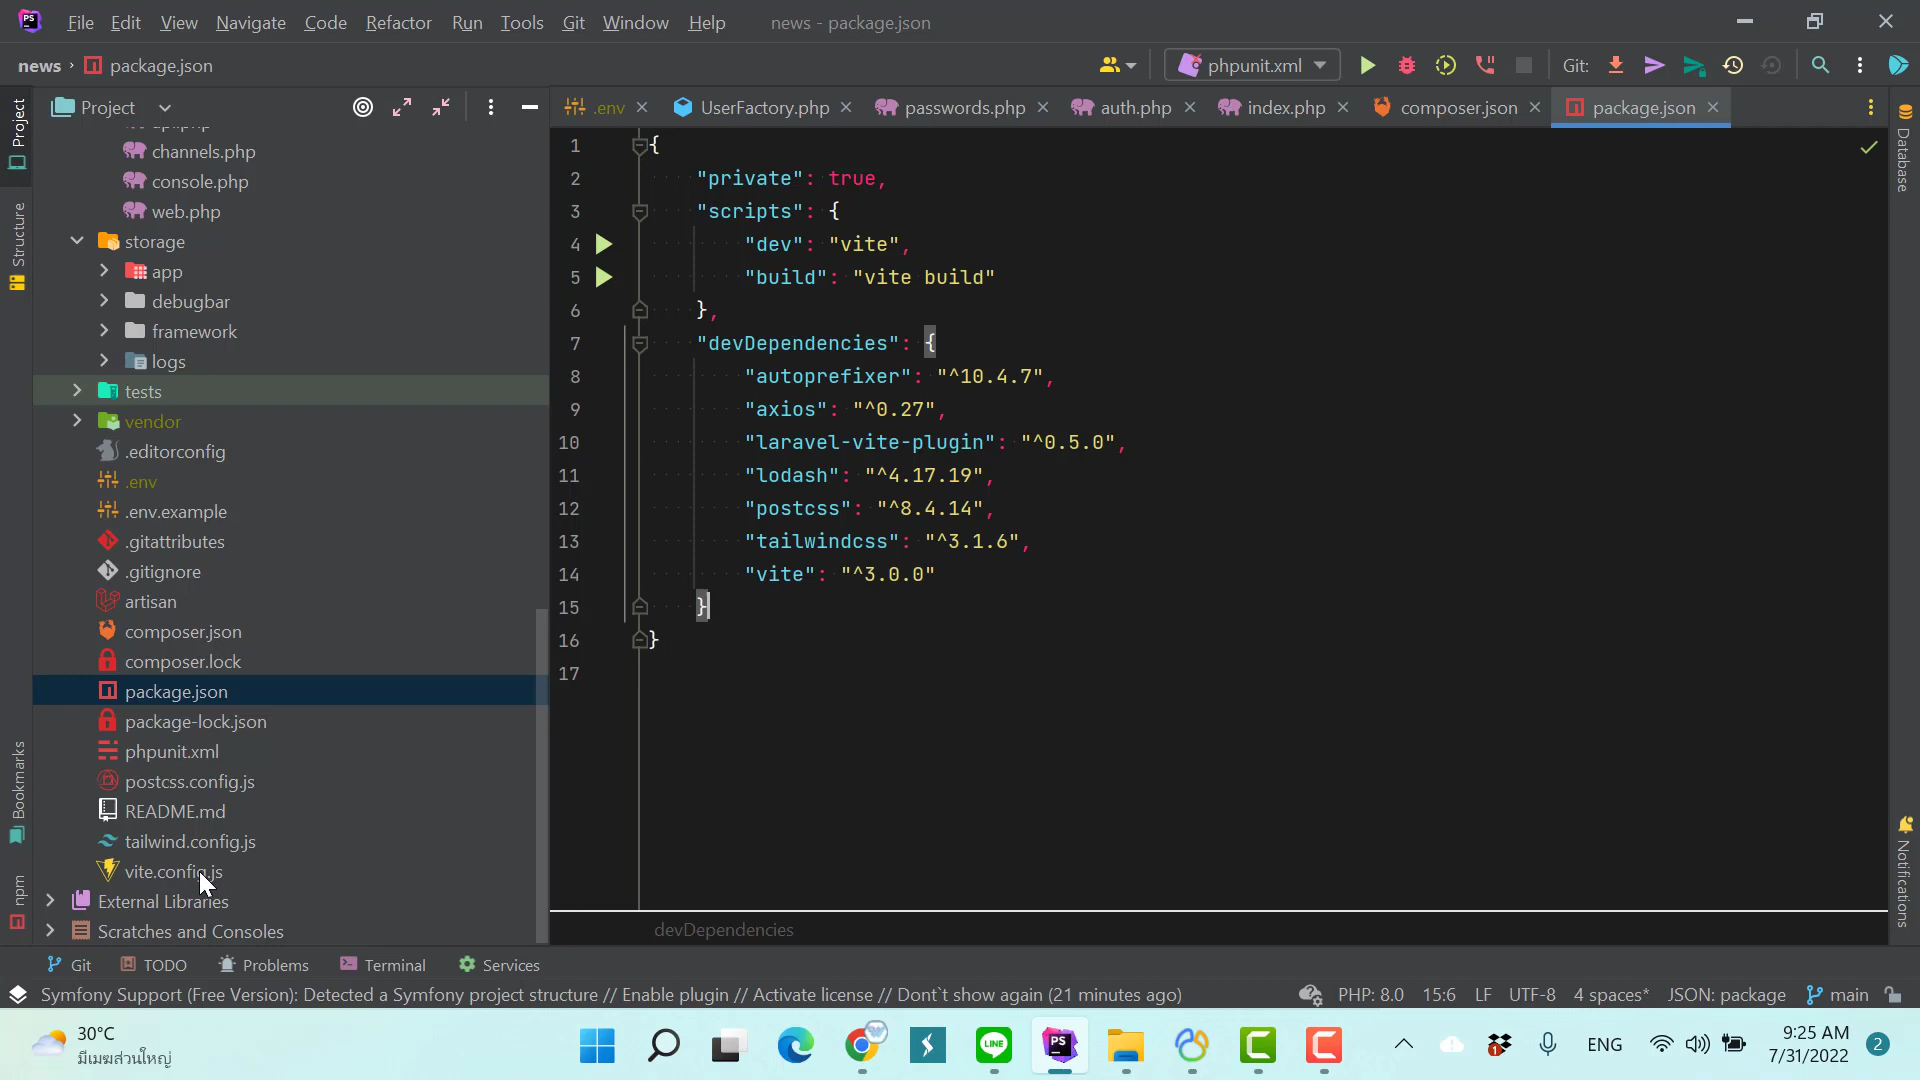 File Edit View Navigate Code Refactor Run Tools Git Window Help news - package.json
news › package.json phpunit.xml Git:
Project
.env UserFactory.php passwords.php auth.php index.php composer.json package.json
Project
Structure
Bookmarks
npm
channels.php
console.php
web.php
storage
app
debugbar
framework
logs
tests
vendor
.editorconfig
.env
.env.example
.gitattributes
.gitignore
artisan
composer.json
composer.lock
package.json
package-lock.json
phpunit.xml
postcss.config.js
README.md
tailwind.config.js
vite.config.js
External Libraries
Scratches and Consoles
1 {
2 "private": true,
3 "scripts": {
4 "dev": "vite",
5 "build": "vite build"
6 },
7 "devDependencies": {
8 "autoprefixer": "^10.4.7",
9 "axios": "^0.27",
10 "laravel-vite-plugin": "^0.5.0",
11 "lodash": "^4.17.19",
12 "postcss": "^8.4.14",
13 "tailwindcss": "^3.1.6",
14 "vite": "^3.0.0"
15 }
16 }
17
devDependencies
Database
Notifications
Git TODO Problems Terminal Services
Symfony Support (Free Version): Detected a Symfony project structure // Enable plugin // Activate license // Dont`t show again (21 minutes ago) PHP: 8.0 15:6 LF UTF-8 4 spaces* JSON: package main
30°C
มีเมฆส่วนใหญ่
PS
LINE
1
ENG
9:25 AM
7/31/2022
2